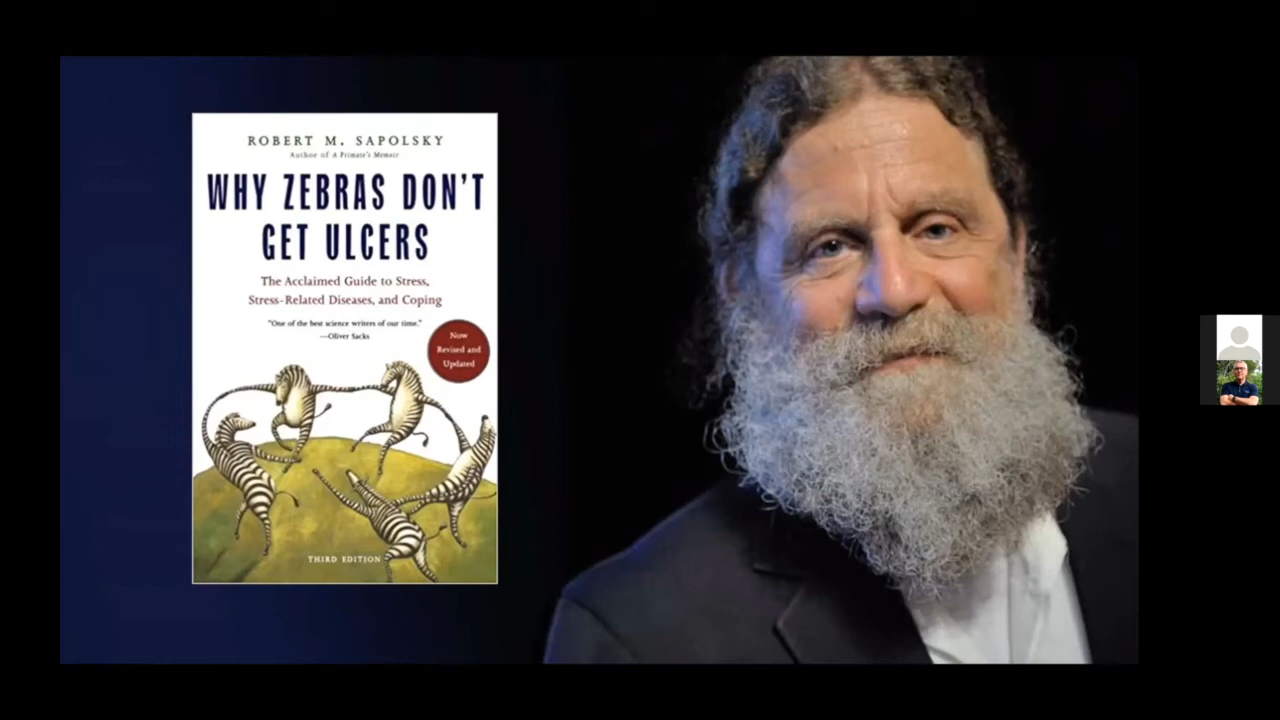 ROBERT M. SAPOLSKY
Author of A Primate's Memoir
WHY ZEBRAS DON'T
GET ULCERS
The Acclaimed Guide to Stress,
Stress-Related Diseases, and Coping
"One of the best science writers of our time."
—Oliver Sacks
Now
Revised and
Updated
THIRD EDITION